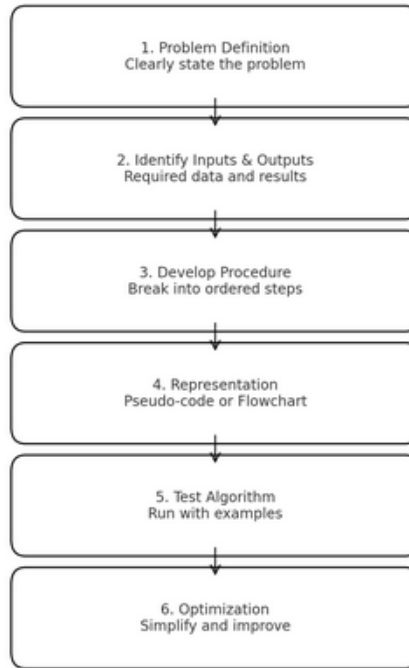 1. Problem Definition
Clearly state the problem
2. Identify Inputs & Outputs
Required data and results
3. Develop Procedure
Break into ordered steps
4. Representation
Pseudo-code or Flowchart
5. Test Algorithm
Run with examples
6. Optimization
Simplify and improve